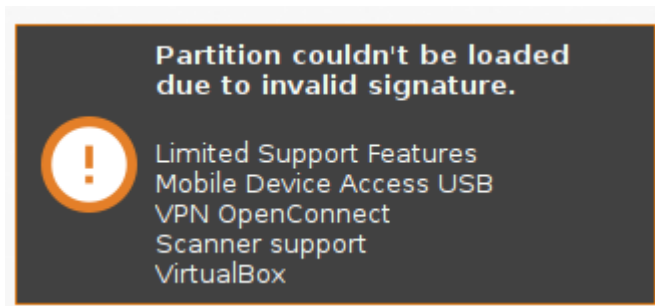 Partition couldn't be loaded
due to invalid signature.
Limited Support Features
Mobile Device Access USB
VPN OpenConnect
Scanner support
VirtualBox